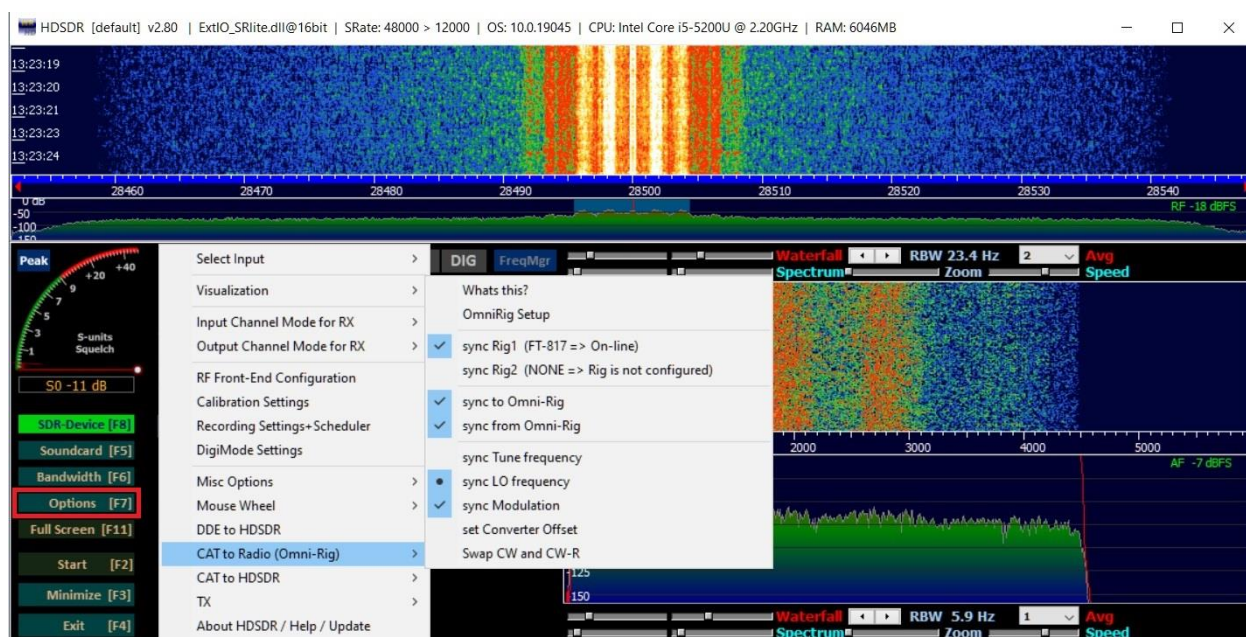 HDSDR [default] v2.80 | ExtIO_SRlite.dll@16bit | SRate: 48000 > 12000 | OS: 10.0.19045 | CPU: Intel Core i5-5200U @ 2.20GHz | RAM: 6046MB
13:23:19
13:23:20
13:23:21
13:23:23
13:23:24
28460 28470 28480 28490 28500 28510 28520 28530 28540
0 dB
-50
-100
-150
RF -18 dBFS
Peak
+20 +40
9
7
5
3
1
S-units
Squelch
S0 -11 dB
SDR-Device [F8]
Soundcard [F5]
Bandwidth [F6]
Options [F7]
Full Screen [F11]
Start [F2]
Minimize [F3]
Exit [F4]
Select Input
Visualization
Input Channel Mode for RX
Output Channel Mode for RX
RF Front-End Configuration
Calibration Settings
Recording Settings+Scheduler
DigiMode Settings
Misc Options
Mouse Wheel
DDE to HDSDR
CAT to Radio (Omni-Rig)
CAT to HDSDR
TX
About HDSDR / Help / Update
DIG FreqMgr
Waterfall RBW 23.4 Hz 2 Avg
Spectrum Zoom Speed
Whats this?
OmniRig Setup
sync Rig1 (FT-817 => On-line)
sync Rig2 (NONE => Rig is not configured)
sync to Omni-Rig
sync from Omni-Rig
sync Tune frequency
sync LO frequency
sync Modulation
set Converter Offset
Swap CW and CW-R
2000 3000 4000 5000
AF -7 dBFS
-125
-150
Waterfall RBW 5.9 Hz 1 Avg
Spectrum Zoom Speed